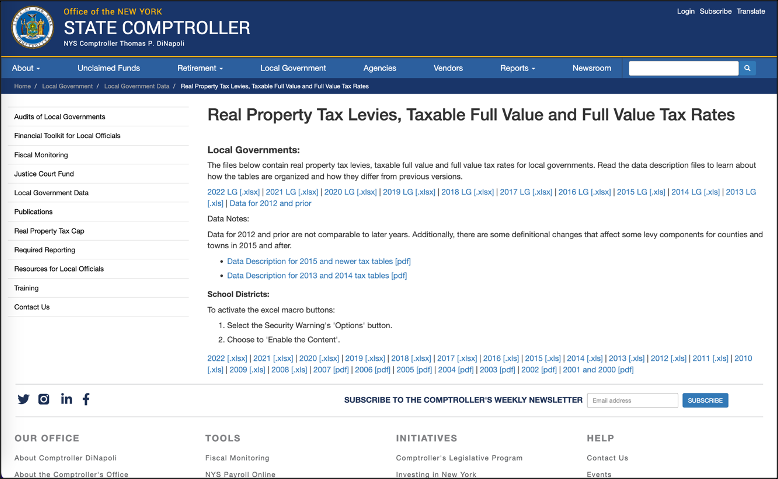 Office of the NEW YORK
STATE COMPTROLLER
NYS Comptroller Thomas P. DiNapoli
Login Subscribe Translate
About Unclaimed Funds Retirement Local Government Agencies Vendors Reports Newsroom
Home / Local Government / Local Government Data / Real Property Tax Levies, Taxable Full Value and Full Value Tax Rates
Audits of Local Governments
Financial Toolkit for Local Officials
Fiscal Monitoring
Justice Court Fund
Local Government Data
Publications
Real Property Tax Cap
Required Reporting
Resources for Local Officials
Training
Contact Us
Real Property Tax Levies, Taxable Full Value and Full Value Tax Rates
Local Governments:
The files below contain real property tax levies, taxable full value and full value tax rates for local governments. Read the data description files to learn about
how the tables are organized and how they differ from previous versions.
2022 LG [.xlsx] | 2021 LG [.xlsx] | 2020 LG [.xlsx] | 2019 LG [.xlsx] | 2018 LG [.xlsx] | 2017 LG [.xlsx] | 2016 LG [.xlsx] | 2015 LG [.xls] | 2014 LG [.xls] | 2013 LG
[.xls] | Data for 2012 and prior
Data Notes:
Data for 2012 and prior are not comparable to later years. Additionally, there are some definitional changes that affect some levy components for counties and
towns in 2015 and after.
• Data Description for 2015 and newer tax tables [pdf]
• Data Description for 2013 and 2014 tax tables [pdf]
School Districts:
To activate the excel macro buttons:
1. Select the Security Warning's 'Options' button.
2. Choose to 'Enable the Content'.
2022 [.xlsx] | 2021 [.xlsx] | 2020 [.xlsx] | 2019 [.xlsx] | 2018 [.xlsx] | 2017 [.xlsx] | 2016 [.xls] | 2015 [.xls] | 2014 [.xls] | 2013 [.xls] | 2012 [.xls] | 2011 [.xls] | 2010
[.xls] | 2009 [.xls] | 2008 [.xls] | 2007 [pdf] | 2006 [pdf] | 2005 [pdf] | 2004 [pdf] | 2003 [pdf] | 2002 [pdf] | 2001 and 2000 [pdf]
SUBSCRIBE TO THE COMPTROLLER'S WEEKLY NEWSLETTER Email address SUBSCRIBE
OUR OFFICE
About Comptroller DiNapoli
About the Comptroller's Office
TOOLS
Fiscal Monitoring
NYS Payroll Online
INITIATIVES
Comptroller's Legislative Program
Investing in New York
HELP
Contact Us
Events